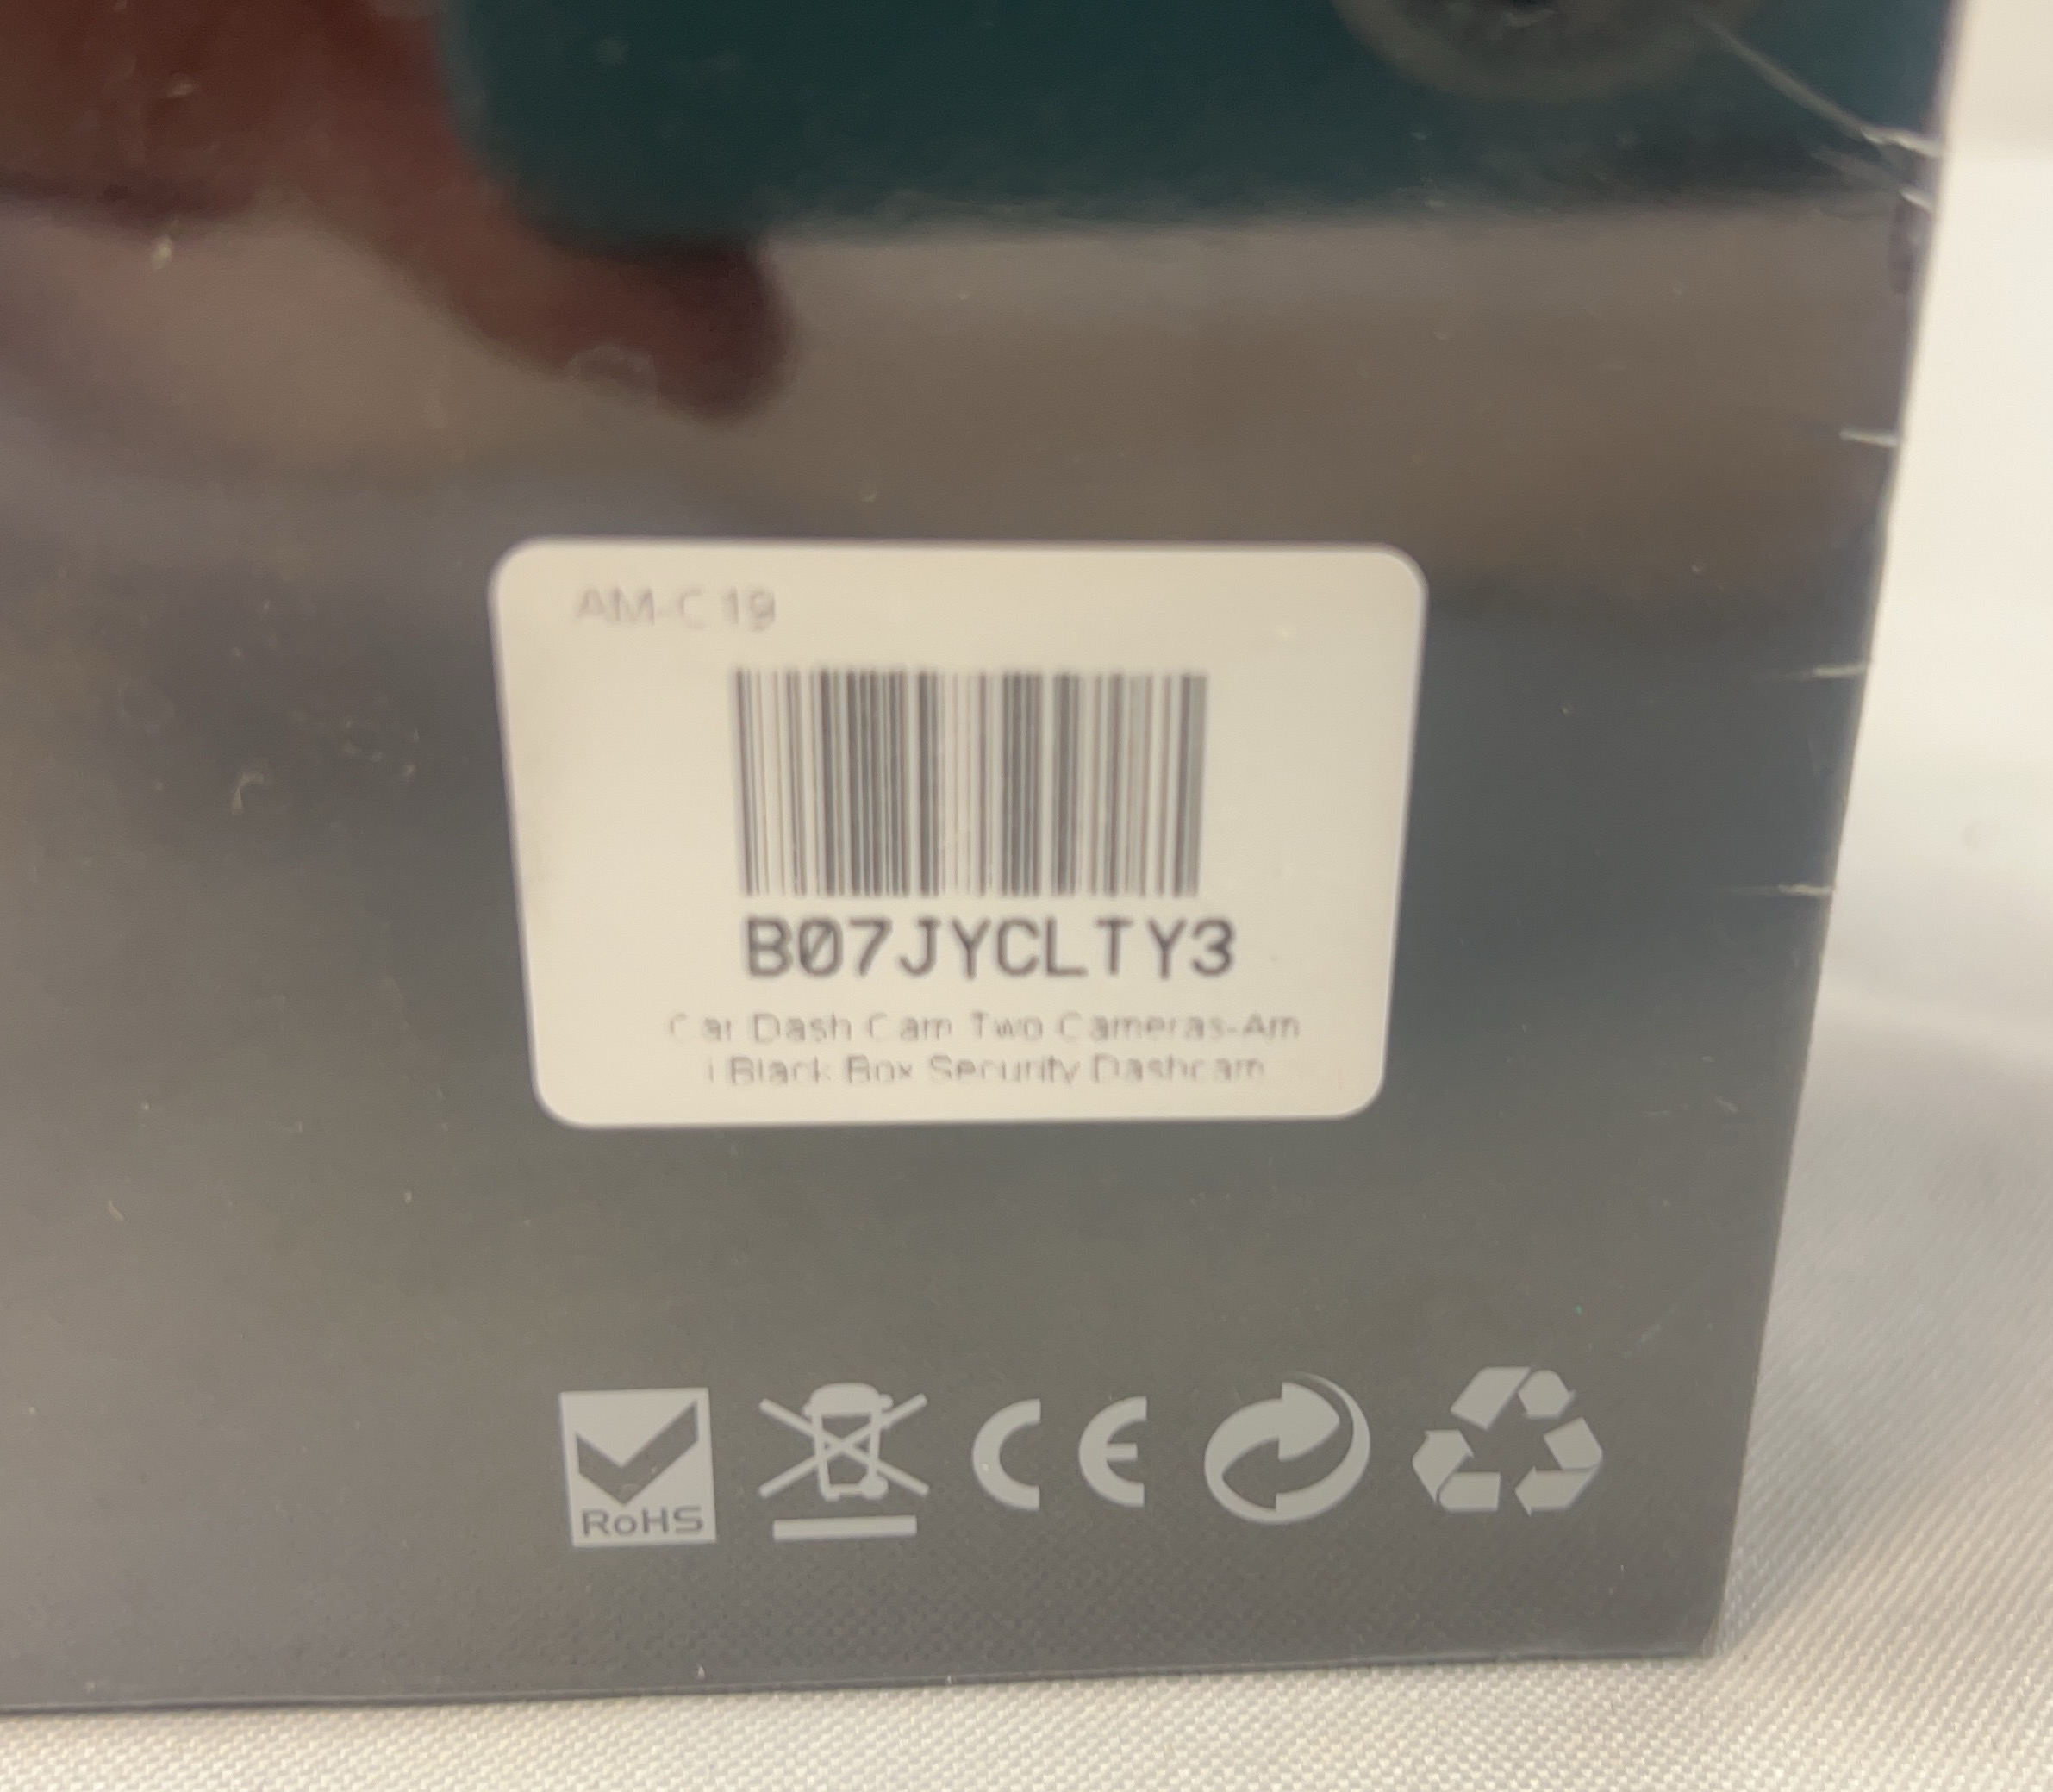 AM-C19
B07JYCLTY3
Car Dash Cam Two Cameras-Am
i Black Box Security Dashcam
RoHS
CE